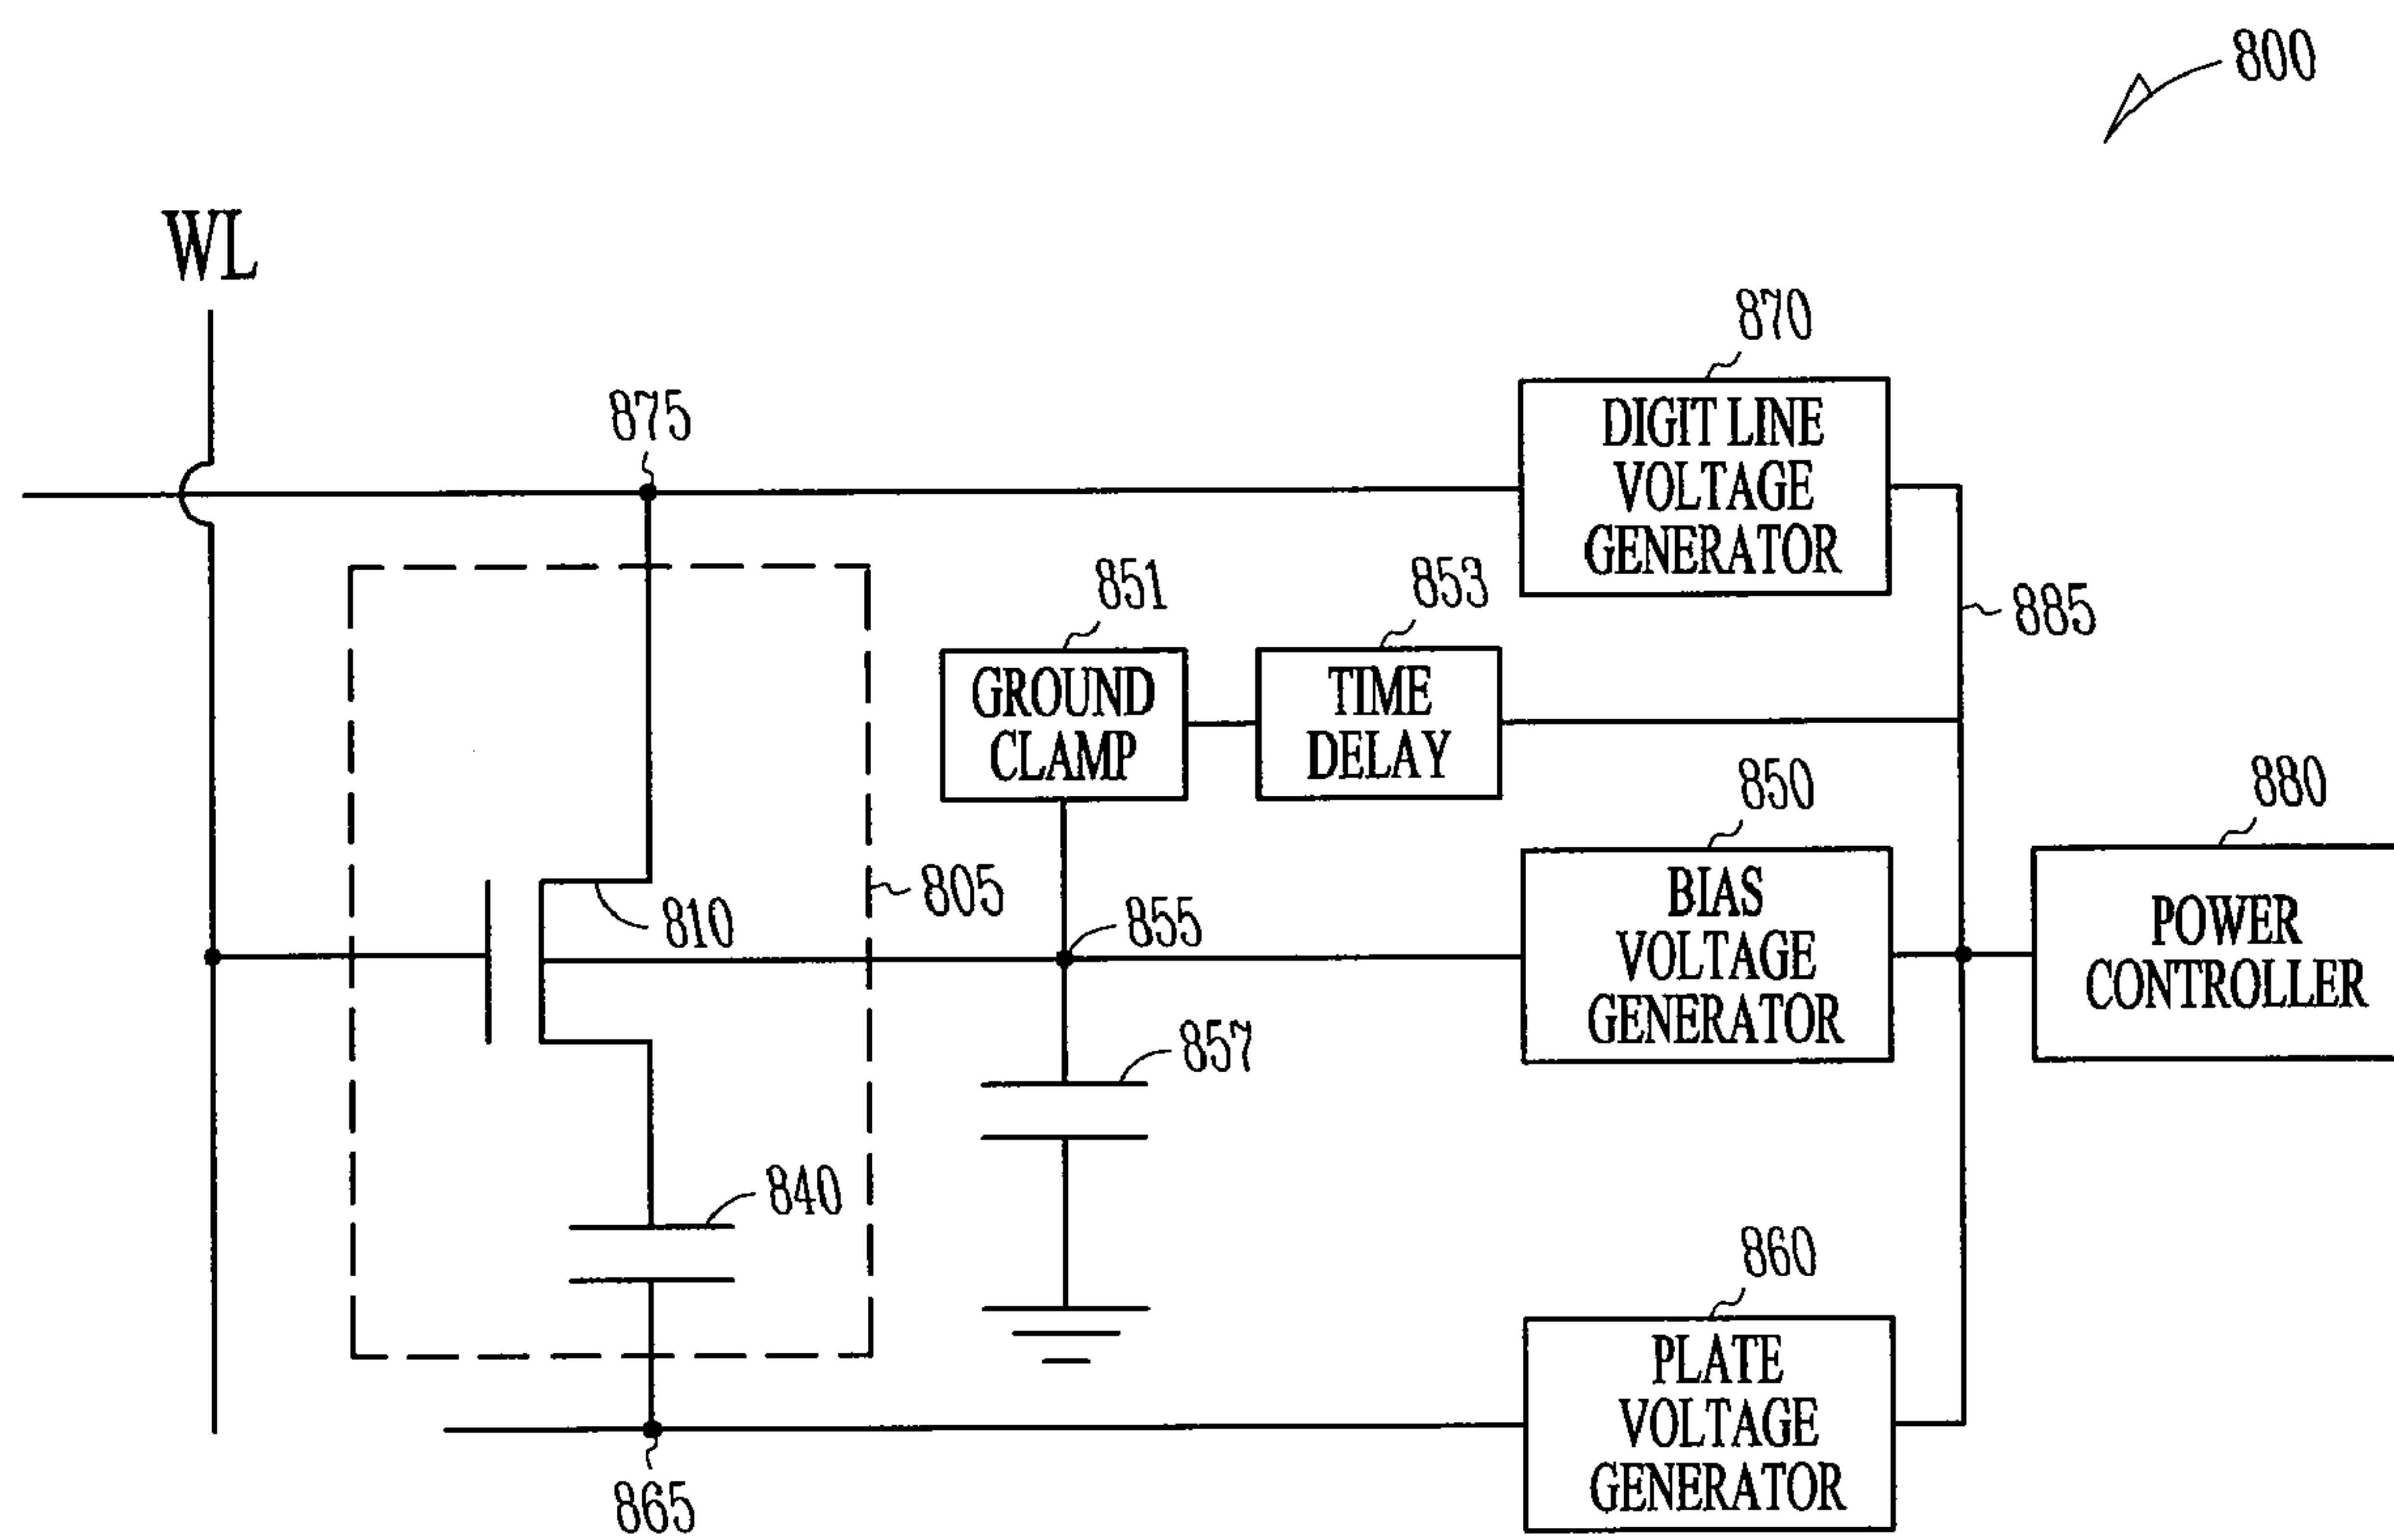 800
WL
870
875
DIGIT LINE
VOLTAGE
GENERATOR
851
853
885
GROUND
CLAMP
TIME
DELAY
850
880
805
810
855
BIAS
VOLTAGE
GENERATOR
POWER
CONTROLLER
857
840
860
PLATE
VOLTAGE
GENERATOR
865